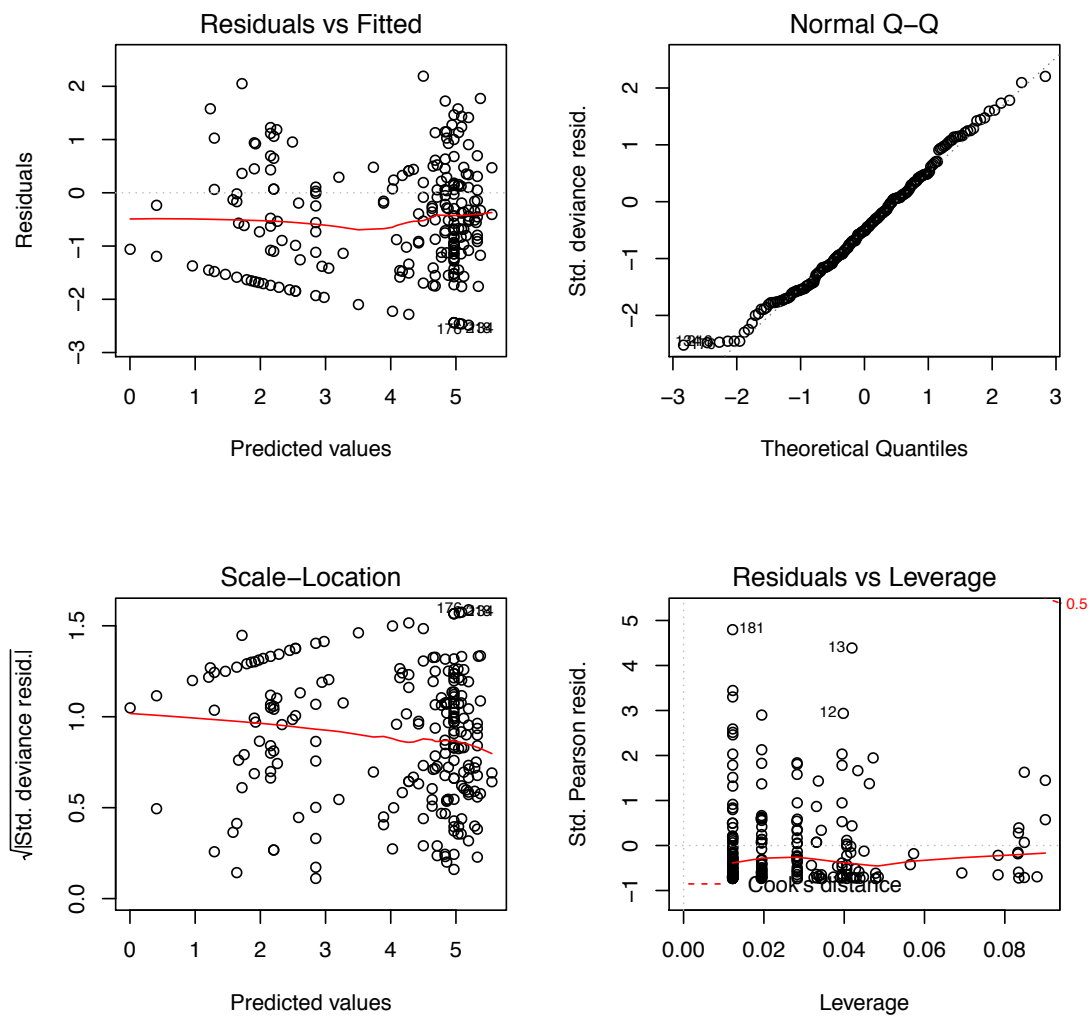 Residuals vs Fitted
Residuals
2
1
0
−1
−2
−3
176
0 1 2 3 4 5
Predicted values
Normal Q−Q
Std. deviance resid.
2
1
0
−1
−2
−3 −2 −1 0 1 2 3
Theoretical Quantiles
Scale−Location
√|Std. deviance resid.|
1.5
1.0
0.5
0.0
176
0 1 2 3 4 5
Predicted values
Residuals vs Leverage
Std. Pearson resid.
5
4
3
2
1
0
−1
181
13
12
0.5
Cook's distance
0.00 0.02 0.04 0.06 0.08
Leverage